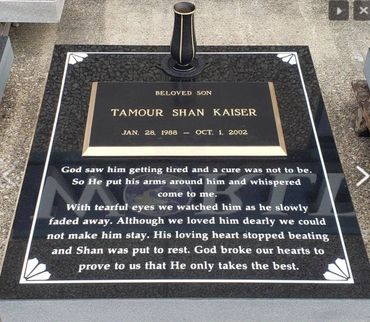 BELOVED SON
TAMOUR SHAN KAISER
JAN. 28, 1988 — OCT. 1, 2002
God saw him getting tired and a cure was not to be.
So He put his arms around him and whispered
come to me.
With tearful eyes we watched him as he slowly
faded away. Although we loved him dearly we could
not make him stay. His loving heart stopped beating
and Shan was put to rest. God broke our hearts to
prove to us that He only takes the best.